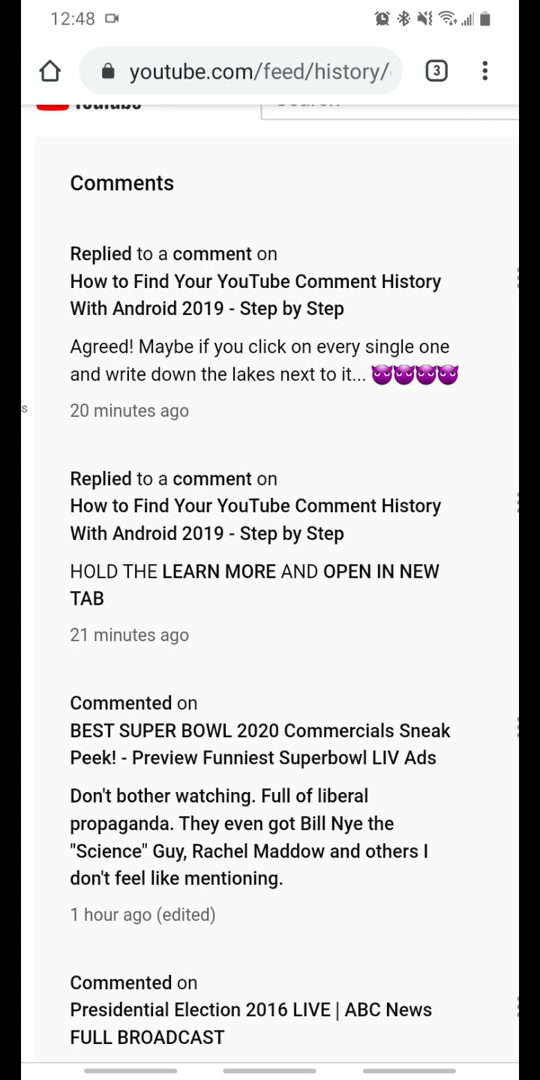 12:48
youtube.com/feed/history/
3
Comments
Replied to a comment on
How to Find Your YouTube Comment History
With Android 2019 - Step by Step
Agreed! Maybe if you click on every single one
and write down the lakes next to it... 😈😈😈😈
20 minutes ago
s
Replied to a comment on
How to Find Your YouTube Comment History
With Android 2019 - Step by Step
HOLD THE LEARN MORE AND OPEN IN NEW
TAB
21 minutes ago
Commented on
BEST SUPER BOWL 2020 Commercials Sneak
Peek! - Preview Funniest Superbowl LIV Ads
Don't bother watching. Full of liberal
propaganda. They even got Bill Nye the
"Science" Guy, Rachel Maddow and others I
don't feel like mentioning.
1 hour ago (edited)
Commented on
Presidential Election 2016 LIVE | ABC News
FULL BROADCAST